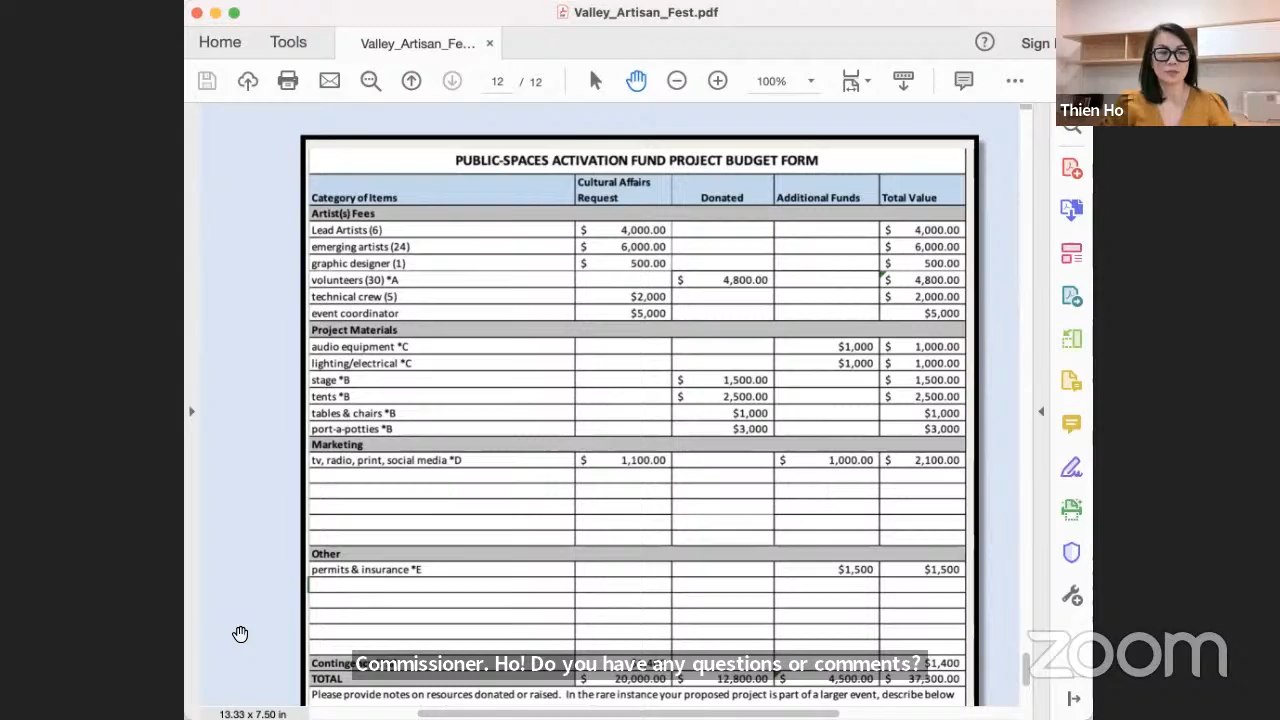 Valley_Artisan_Fest.pdf
Home Tools Valley_Artisan_Fe... × Sign
12 / 12 100%
Thien Ho
PUBLIC-SPACES ACTIVATION FUND PROJECT BUDGET FORM
Category of Items Cultural Affairs Request Donated Additional Funds Total Value
Artist(s) Fees
Lead Artists (6) $ 4,000.00 $ 4,000.00
emerging artists (24) $ 6,000.00 $ 6,000.00
graphic designer (1) $ 500.00 $ 500.00
volunteers (30) *A $ 4,800.00 $ 4,800.00
technical crew (5) $2,000 $ 2,000.00
event coordinator $5,000 $5,000
Project Materials
audio equipment *C $1,000 $ 1,000.00
lighting/electrical *C $1,000 $ 1,000.00
stage *B $ 1,500.00 $ 1,500.00
tents *B $ 2,500.00 $ 2,500.00
tables & chairs *B $1,000 $1,000
port-a-potties *B $3,000 $3,000
Marketing
tv, radio, print, social media *D $ 1,100.00 $ 1,000.00 $ 2,100.00
Other
permits & insurance *E $1,500 $1,500
$1,400
Commissioner. Ho! Do you have any questions or comments?
TOTAL $ 20,000.00 $ 12,800.00 $ 4,500.00 $ 37,300.00
Please provide notes on resources donated or raised. In the rare instance your proposed project is part of a larger event, describe below
13.33 x 7.50 in
zoom